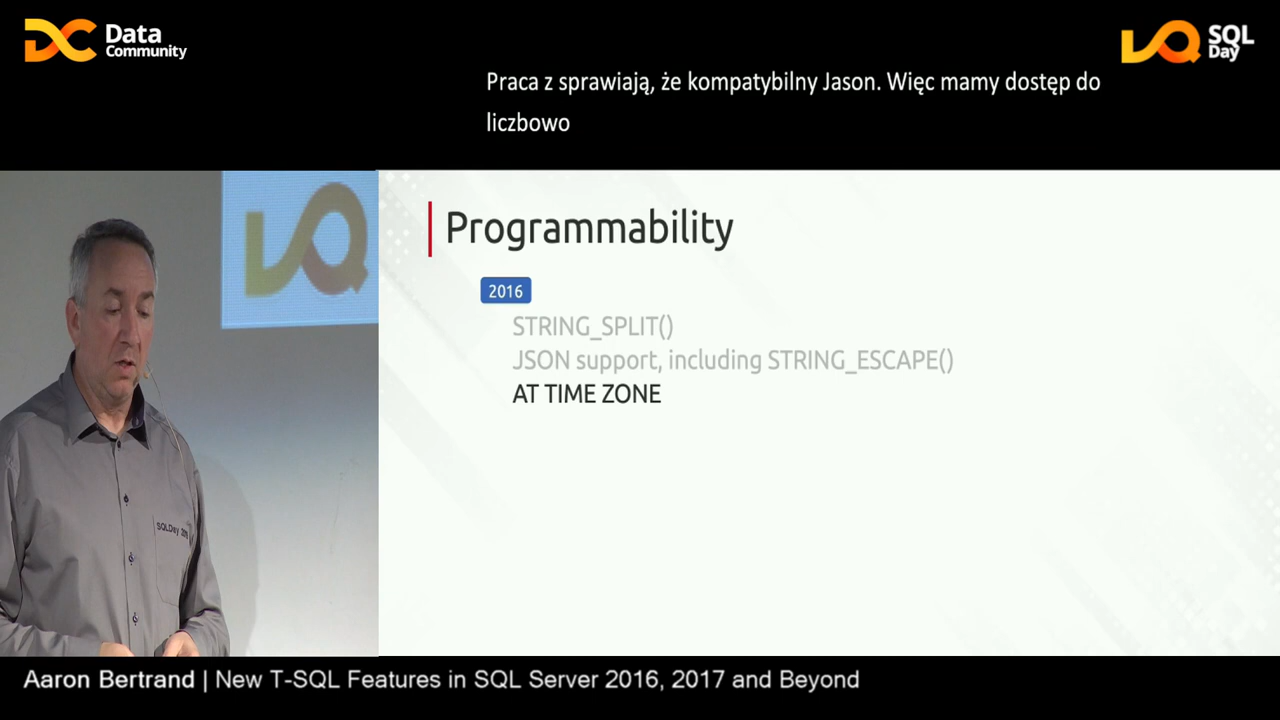 Data
Community
SQL
Day
Praca z sprawiają, że kompatybilny Jason. Więc mamy dostęp do
liczbowo
Programmability
2016
STRING_SPLIT()
JSON support, including STRING_ESCAPE()
AT TIME ZONE
Aaron Bertrand | New T-SQL Features in SQL Server 2016, 2017 and Beyond